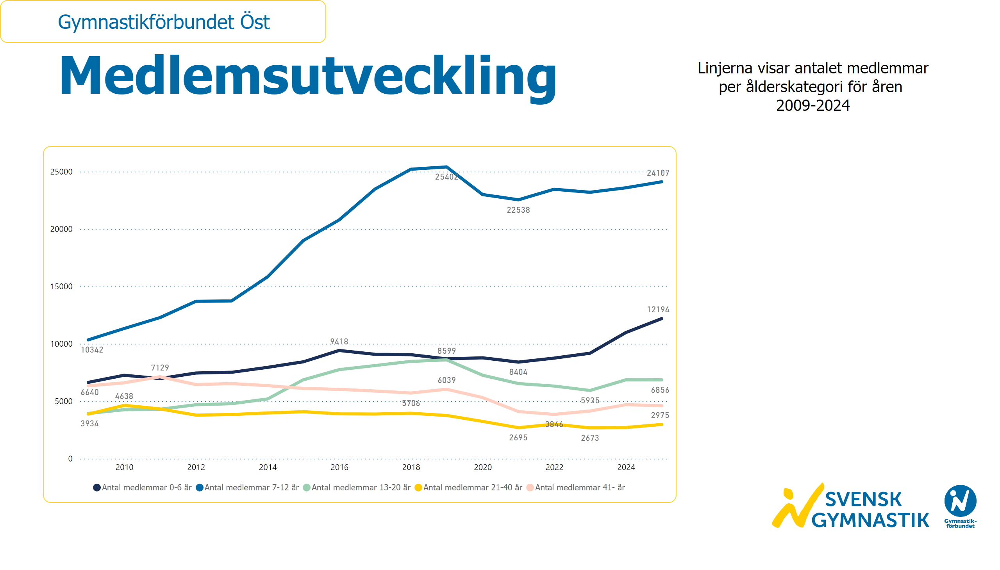 Gymnastikförbundet Öst
Medlemsutveckling
Linjerna visar antalet medlemmar
per ålderskategori för åren
2009-2024
25000
20000
15000
10000
5000
0
25402
24107
22538
12194
10342
9418
8599
7129
8404
6039
6640
4638
6856
5935
5706
2975
3934
3846
2695
2673
2010 2012 2014 2016 2018 2020 2022 2024
Antal medlemmar 0-6 år Antal medlemmar 7-12 år Antal medlemmar 13-20 år Antal medlemmar 21-40 år Antal medlemmar 41- år
SVENSK
GYMNASTIK
Gymnastik-
förbundet